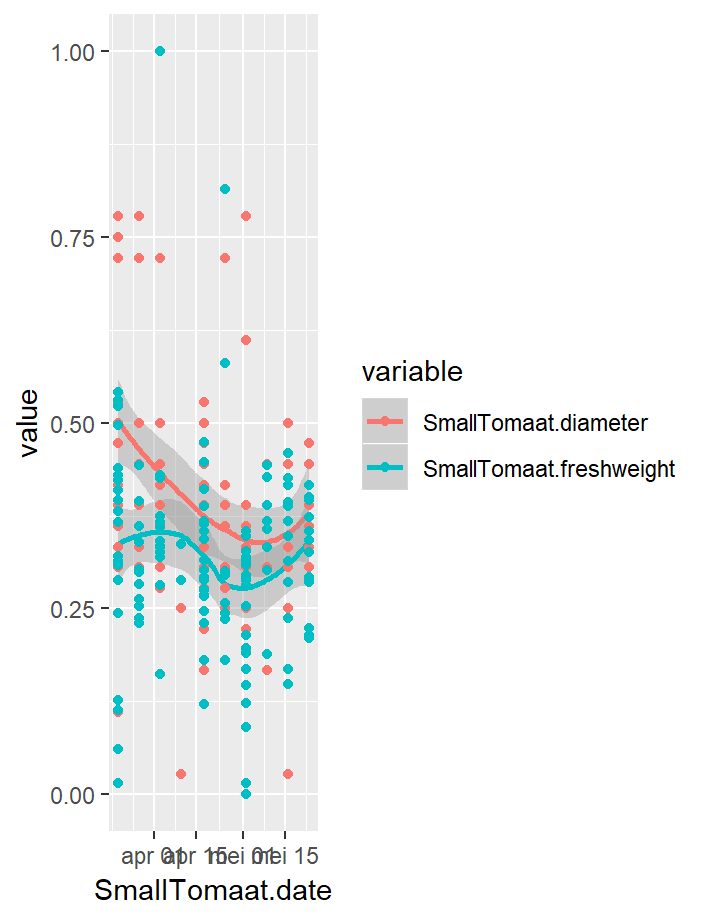 1.00
0.75
0.50
0.25
0.00
value
apr 01 apr 15 mei 01 mei 15
SmallTomaat.date
variable
SmallTomaat.diameter
SmallTomaat.freshweight